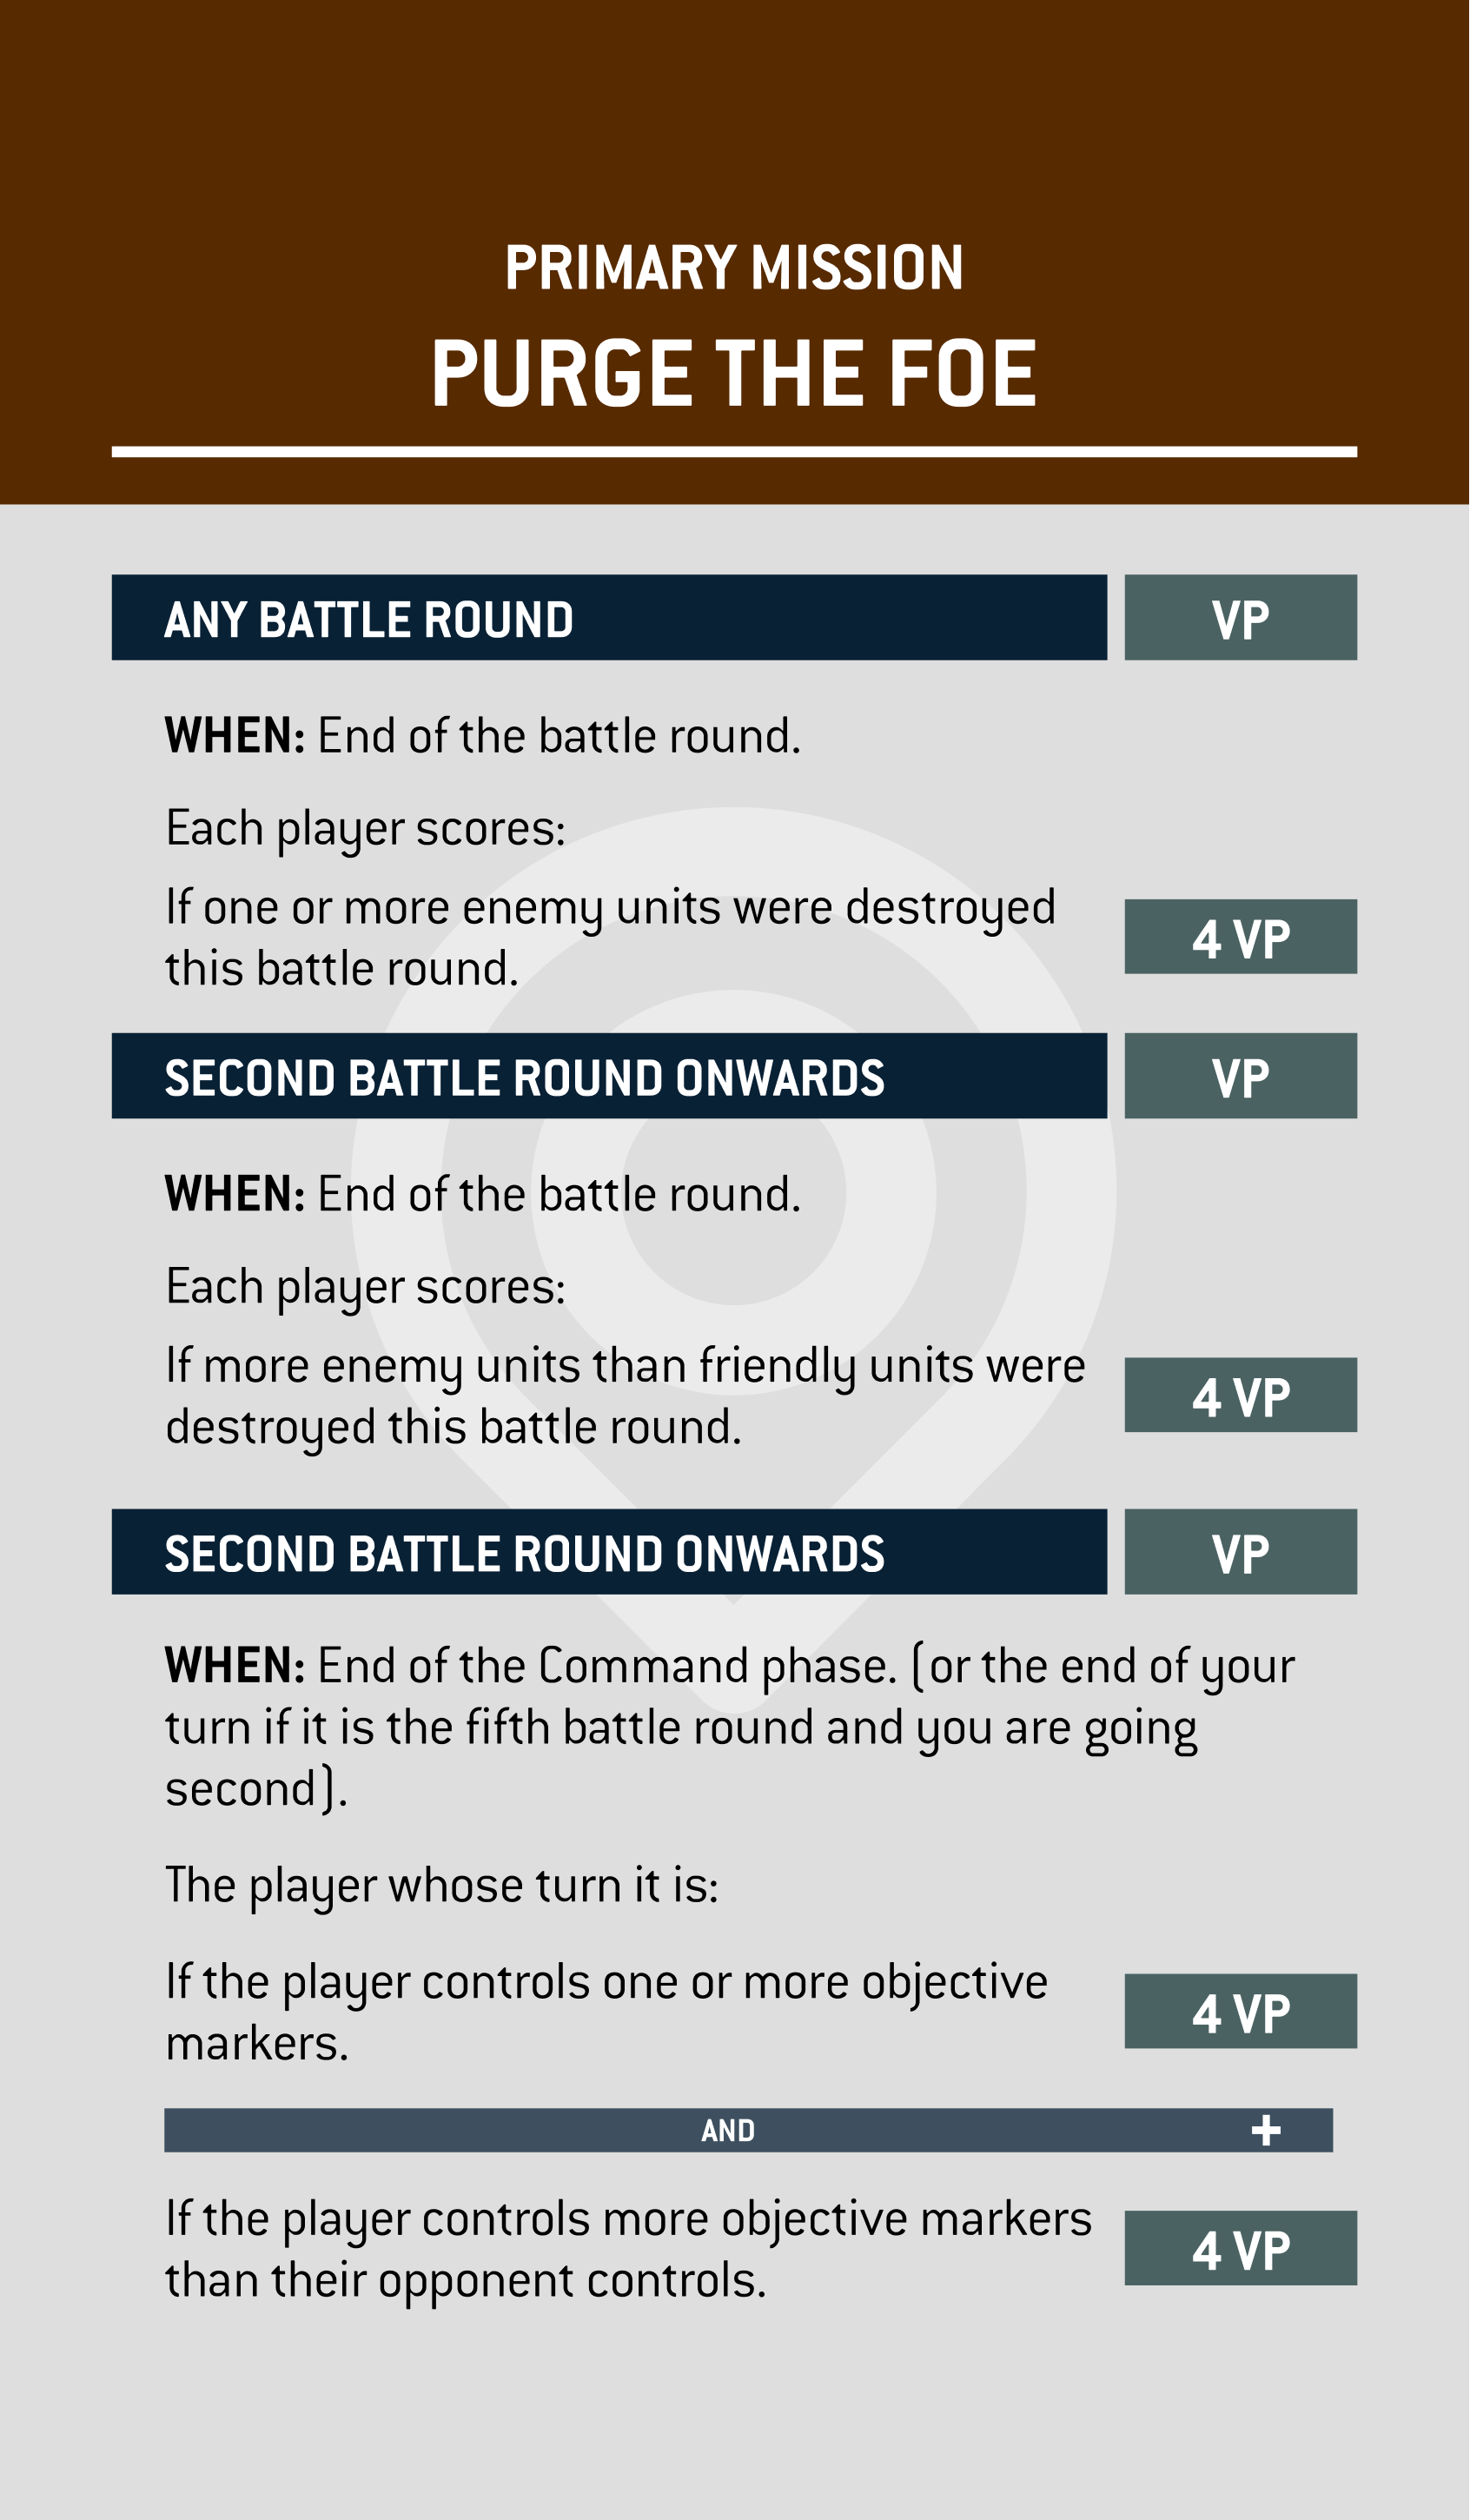 PRIMARY MISSION
PURGE THE FOE
ANY BATTLE ROUND VP
WHEN: End of the battle round.
Each player scores:
If one or more enemy units were destroyed
this battle round.
4 VP
SECOND BATTLE ROUND ONWARDS VP
WHEN: End of the battle round.
Each player scores:
If more enemy units than friendly units were
destroyed this battle round.
4 VP
SECOND BATTLE ROUND ONWARDS VP
WHEN: End of the Command phase. (or the end of your
turn if it is the fifth battle round and you are going
second).
The player whose turn it is:
If the player controls one or more objective
markers.
4 VP
AND +
If the player controls more objective markers
than their opponent controls.
4 VP